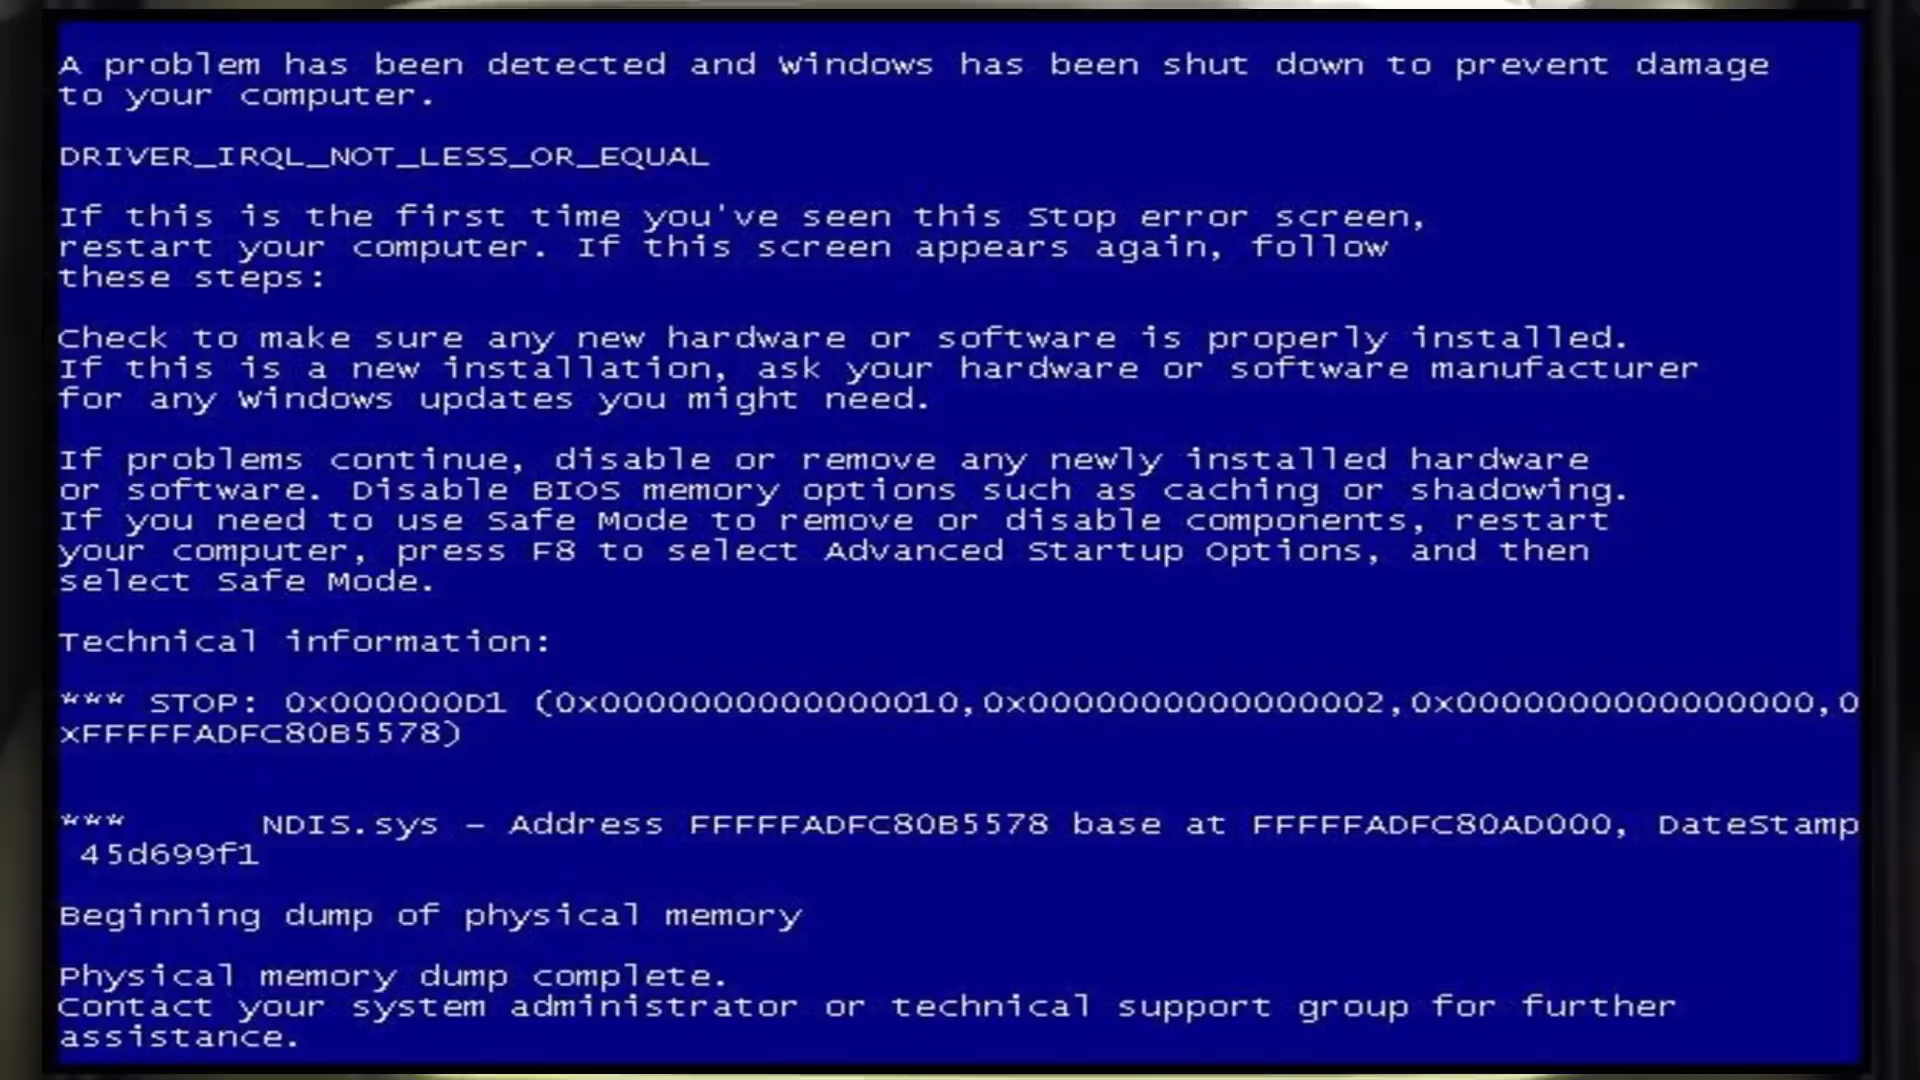 A problem has been detected and Windows has been shut down to prevent damage
to your computer.
DRIVER_IRQL_NOT_LESS_OR_EQUAL
If this is the first time you've seen this Stop error screen,
restart your computer. If this screen appears again, follow
these steps:
Check to make sure any new hardware or software is properly installed.
If this is a new installation, ask your hardware or software manufacturer
for any Windows updates you might need.
If problems continue, disable or remove any newly installed hardware
or software. Disable BIOS memory options such as caching or shadowing.
If you need to use Safe Mode to remove or disable components, restart
your computer, press F8 to select Advanced Startup Options, and then
select Safe Mode.
Technical information:
*** STOP: 0x000000D1 (0x0000000000000010,0x0000000000000002,0x0000000000000000,0
xFFFFFADFC80B5578)
***      NDIS.sys - Address FFFFFADFC80B5578 base at FFFFFADFC80AD000, DateStamp
 45d699f1
Beginning dump of physical memory
Physical memory dump complete.
Contact your system administrator or technical support group for further
assistance.